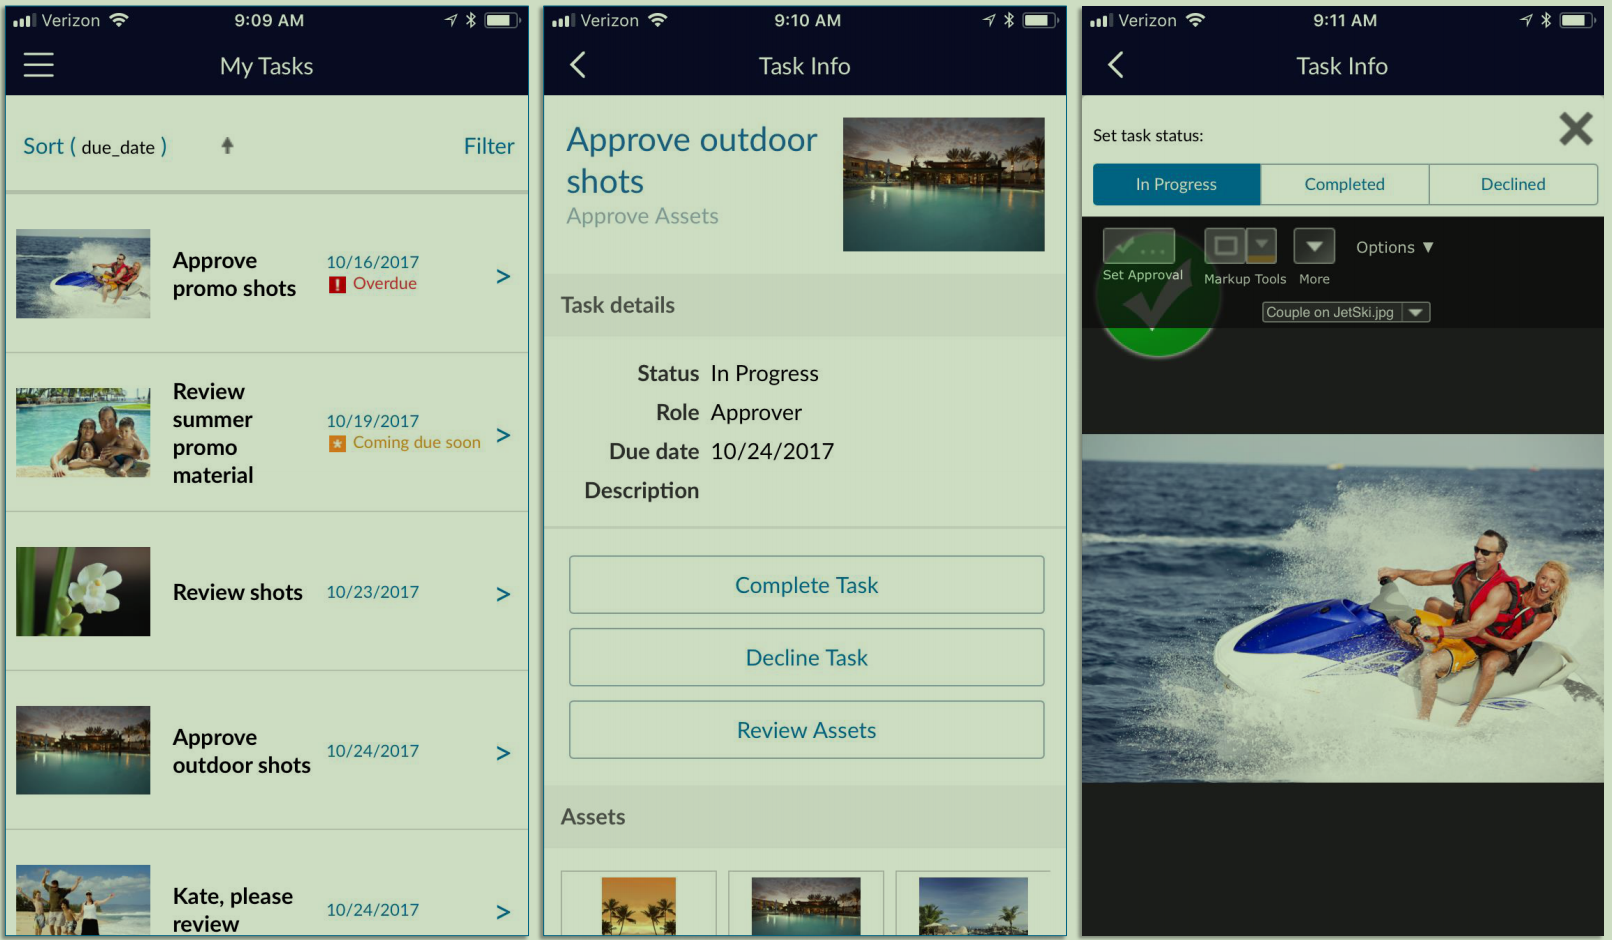 Verizon 9:09 AM
My Tasks
Sort ( due_date ) Filter
Approve promo shots
10/16/2017
! Overdue
>
Review summer promo material
10/19/2017
Coming due soon
>
Review shots
10/23/2017
>
Approve outdoor shots
10/24/2017
>
Kate, please review
10/24/2017
>
Verizon 9:10 AM
Task Info
Approve outdoor
shots
Approve Assets
Task details
Status In Progress
Role Approver
Due date 10/24/2017
Description
Complete Task
Decline Task
Review Assets
Assets
Verizon 9:11 AM
Task Info
Set task status:
In Progress Completed Declined
... Options ▼
Set Approval Markup Tools More
Couple on JetSki.jpg